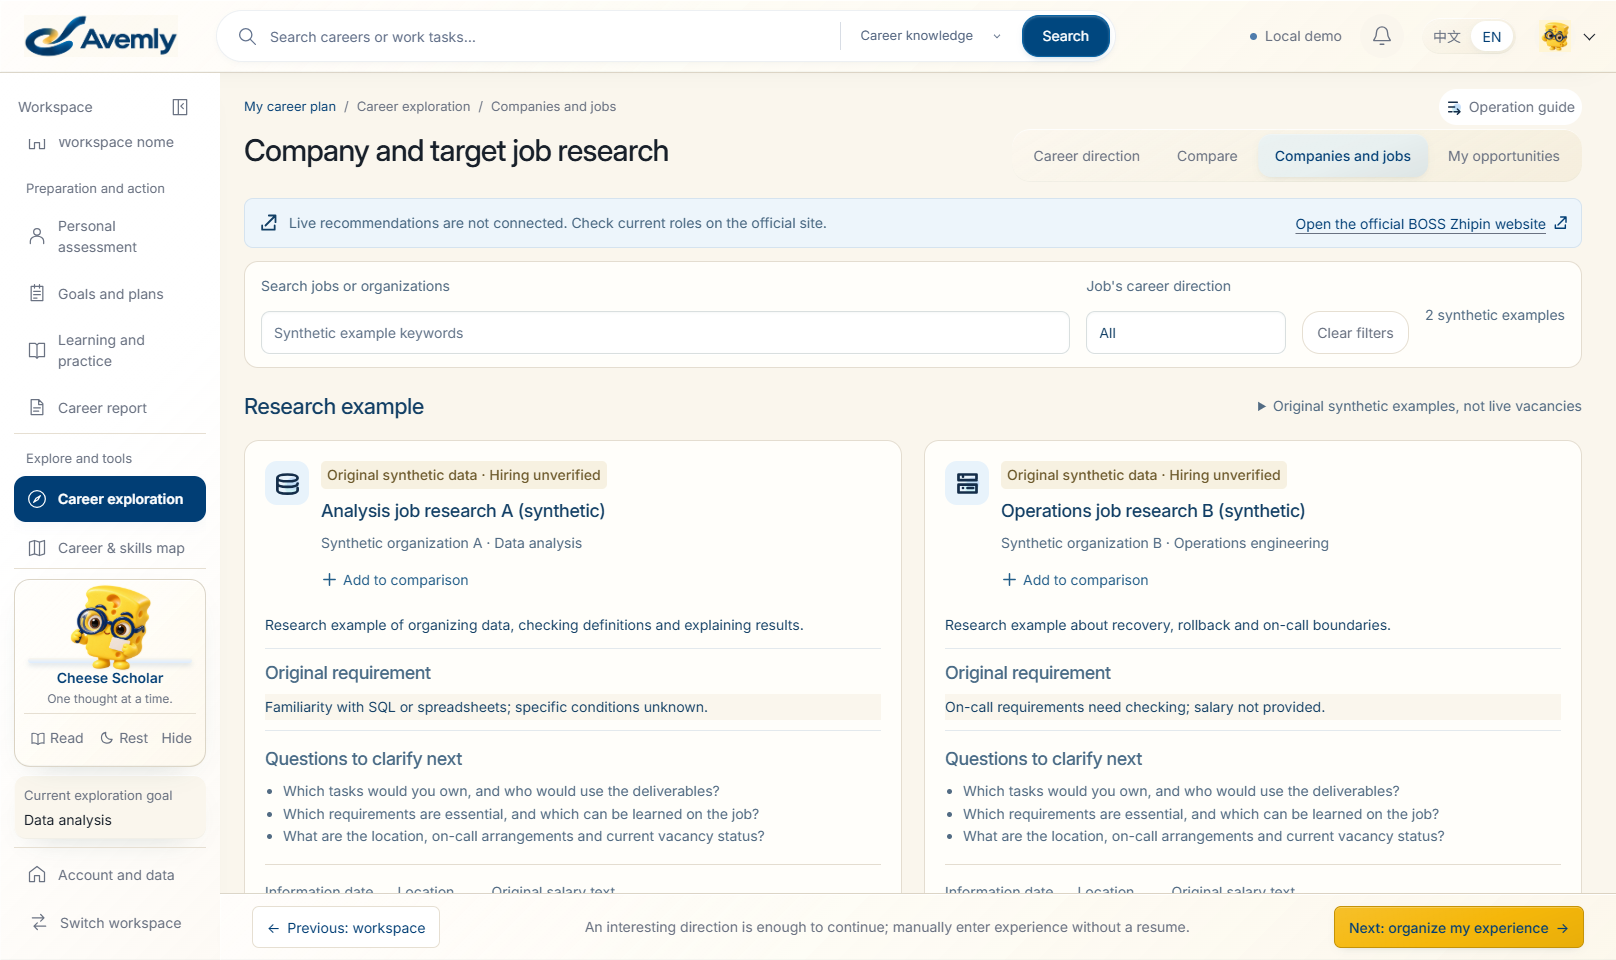 Avemly
Search careers or work tasks...
Career knowledge
Search
Local demo
中文
EN
Workspace
Workspace home
Preparation and action
Personal
assessment
Goals and plans
Learning and
practice
Career report
Explore and tools
Career exploration
Career & skills map
Cheese Scholar
One thought at a time.
Read
Rest
Hide
Current exploration goal
Data analysis
Account and data
Switch workspace
My career plan / Career exploration / Companies and jobs
Operation guide
Company and target job research
Career direction
Compare
Companies and jobs
My opportunities
Live recommendations are not connected. Check current roles on the official site.
Open the official BOSS Zhipin website
Search jobs or organizations
Synthetic example keywords
Job's career direction
All
Clear filters
2 synthetic examples
Research example
Original synthetic examples, not live vacancies
Original synthetic data · Hiring unverified
Analysis job research A (synthetic)
Synthetic organization A · Data analysis
Add to comparison
Research example of organizing data, checking definitions and explaining results.
Original requirement
Familiarity with SQL or spreadsheets; specific conditions unknown.
Questions to clarify next
• Which tasks would you own, and who would use the deliverables?
• Which requirements are essential, and which can be learned on the job?
• What are the location, on-call arrangements and current vacancy status?
Information date Location Original salary text
Original synthetic data · Hiring unverified
Operations job research B (synthetic)
Synthetic organization B · Operations engineering
Add to comparison
Research example about recovery, rollback and on-call boundaries.
Original requirement
On-call requirements need checking; salary not provided.
Questions to clarify next
• Which tasks would you own, and who would use the deliverables?
• Which requirements are essential, and which can be learned on the job?
• What are the location, on-call arrangements and current vacancy status?
Information date Location Original salary text
← Previous: workspace
An interesting direction is enough to continue; manually enter experience without a resume.
Next: organize my experience →